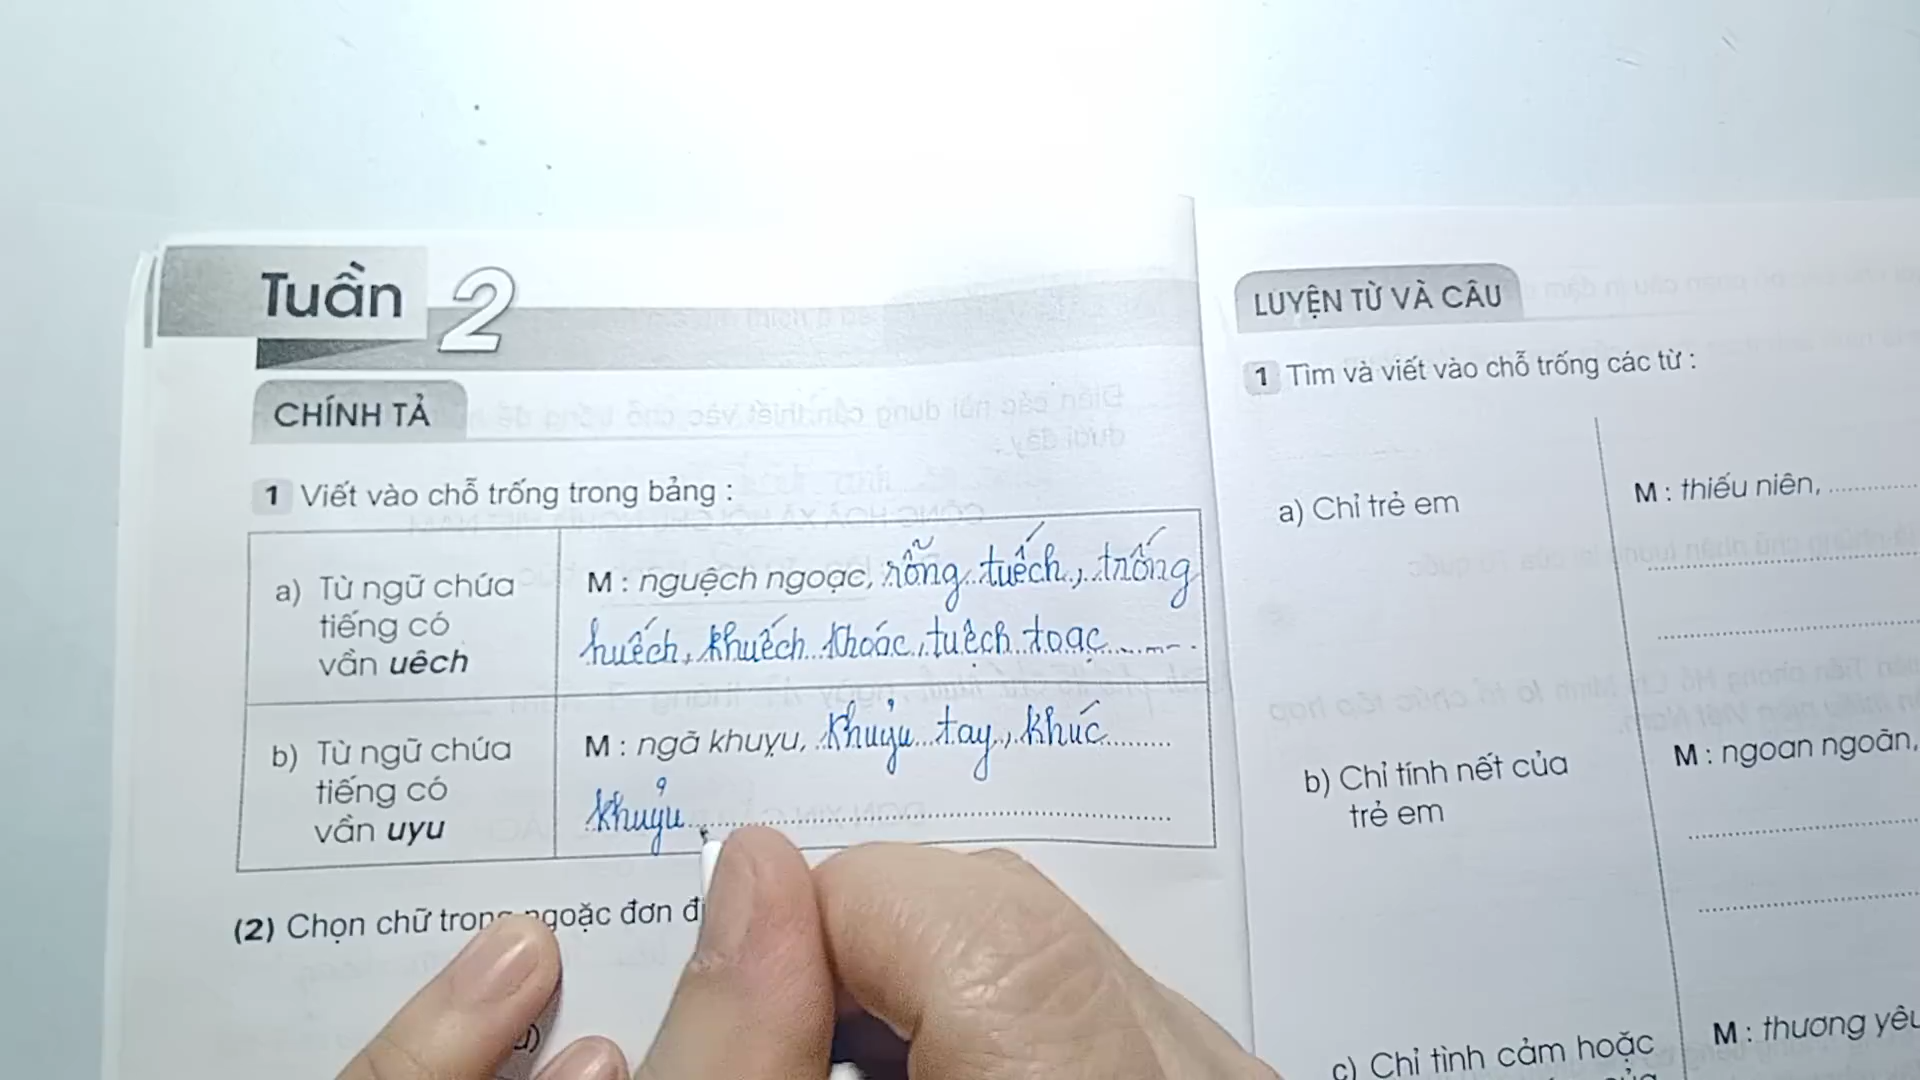 Tuần 2
CHÍNH TẢ
1 Viết vào chỗ trống trong bảng :
a) Từ ngữ chứa
tiếng có
vần uêch
M : nguệch ngoạc, rỗng tuếch, trống
huếch, khuếch khoác, tuệch toạc
b) Từ ngữ chứa
tiếng có
vần uyu
M : ngã khuỵu, khuỷu tay, khúc
khuỷu
(2) Chọn chữ trong ngoặc đơn
LUYỆN TỪ VÀ CÂU
1 Tìm và viết vào chỗ trống các từ :
a) Chỉ trẻ em
M : thiếu niên,
b) Chỉ tính nết của
trẻ em
M : ngoan ngoãn,
c) Chỉ tình cảm hoặc
M : thương yêu